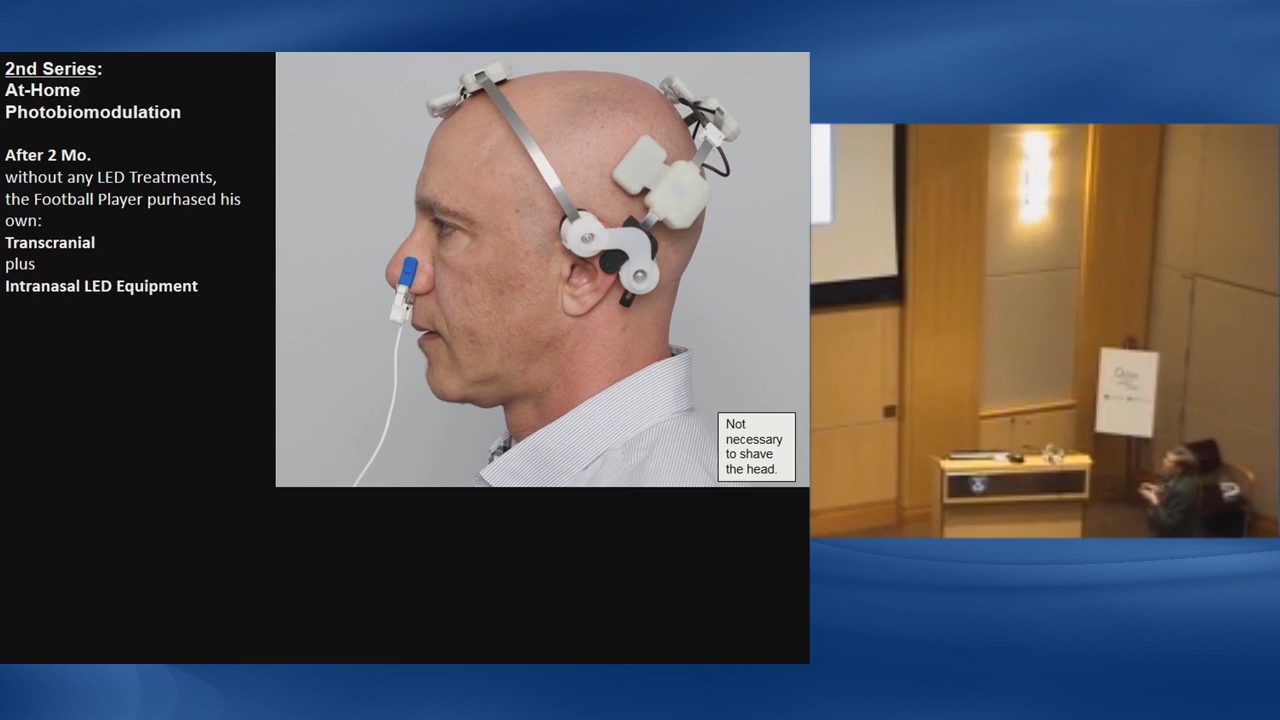 2nd Series:
At-Home
Photobiomodulation
After 2 Mo.
without any LED Treatments,
the Football Player purhased his
own:
Transcranial
plus
Intranasal LED Equipment
Not
necessary
to shave
the head.